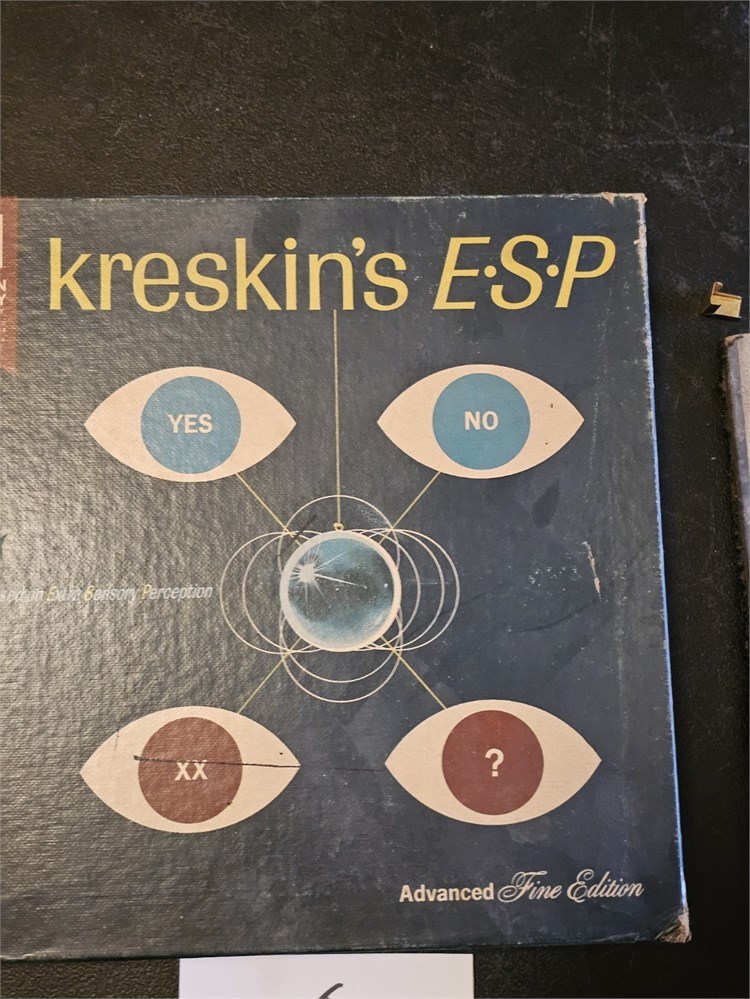 kreskin's E·S·P
YES
NO
Extra Sensory Perception
XX
?
Advanced Fine Edition